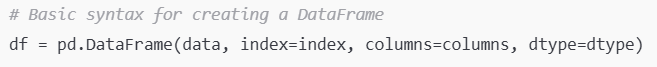 # Basic syntax for creating a DataFrame
df = pd.DataFrame(data, index=index, columns=columns, dtype=dtype)